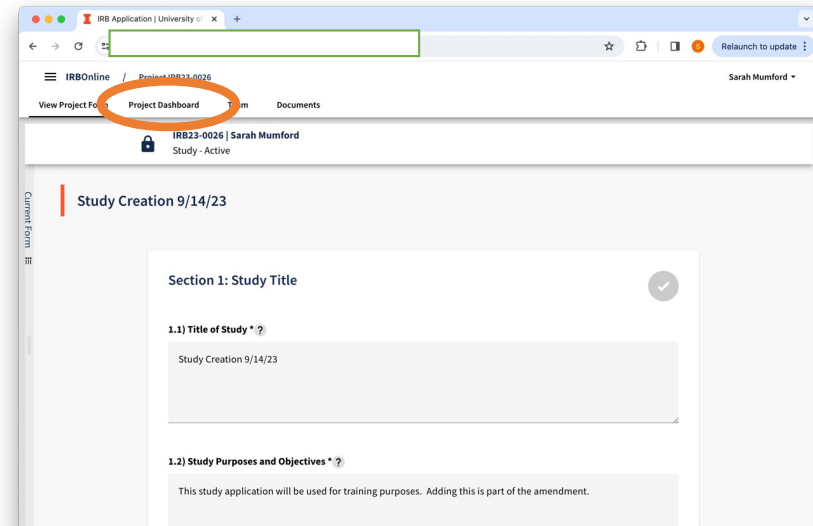 IRB Application | University of
Relaunch to update
S
IRBOnline / Project IRB23-0026
Sarah Mumford
View Project Form Project Dashboard Team Documents
IRB23-0026 | Sarah Mumford
Study - Active
Current Form
Study Creation 9/14/23
Section 1: Study Title
1.1) Title of Study * ?
Study Creation 9/14/23
1.2) Study Purposes and Objectives * ?
This study application will be used for training purposes. Adding this is part of the amendment.